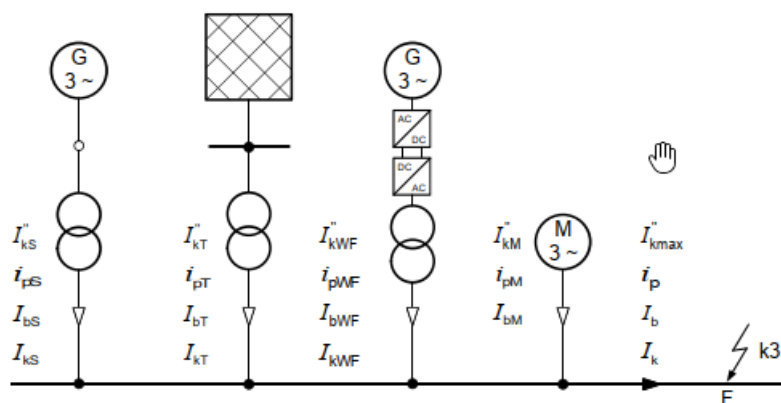 G
3 ~
G
3 ~
AC
DC
DC
AC
M
3 ~
I"kS
ipS
IbS
IkS
I"kT
ipT
IbT
IkT
I"kWF
ipWF
IbWF
IkWF
I"kM
ipM
IbM
I"kmax
ip
Ib
Ik
k3
F